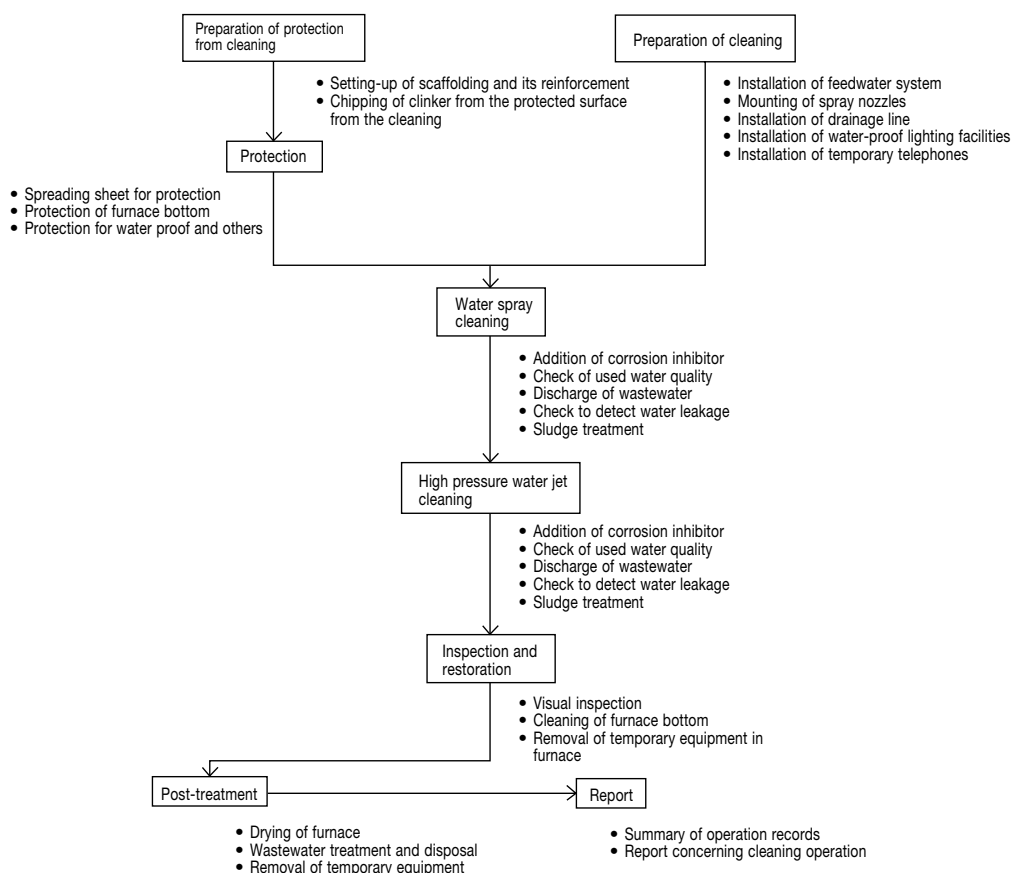 Preparation of protection
from cleaning
Preparation of cleaning
• Setting-up of scaffolding and its reinforcement
• Chipping of clinker from the protected surface
from the cleaning
• Installation of feedwater system
• Mounting of spray nozzles
• Installation of drainage line
• Installation of water-proof lighting facilities
• Installation of temporary telephones
Protection
• Spreading sheet for protection
• Protection of furnace bottom
• Protection for water proof and others
Water spray
cleaning
• Addition of corrosion inhibitor
• Check of used water quality
• Discharge of wastewater
• Check to detect water leakage
• Sludge treatment
High pressure water jet
cleaning
• Addition of corrosion inhibitor
• Check of used water quality
• Discharge of wastewater
• Check to detect water leakage
• Sludge treatment
Inspection and
restoration
• Visual inspection
• Cleaning of furnace bottom
• Removal of temporary equipment in
furnace
Post-treatment
Report
• Drying of furnace
• Wastewater treatment and disposal
• Removal of temporary equipment
• Summary of operation records
• Report concerning cleaning operation